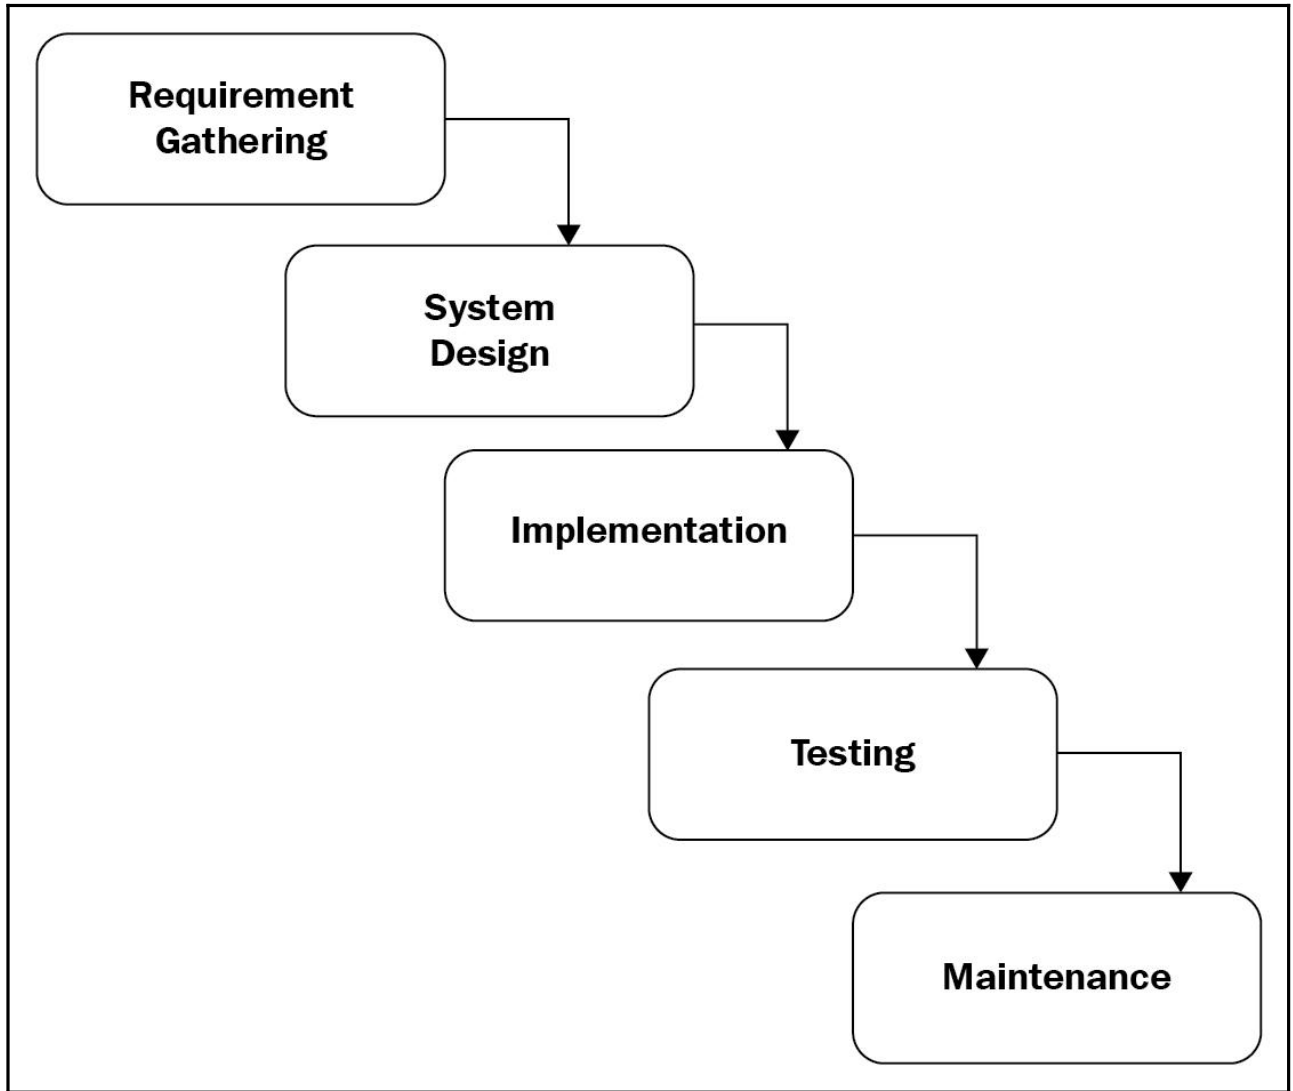 Requirement
Gathering
System
Design
Implementation
Testing
Maintenance